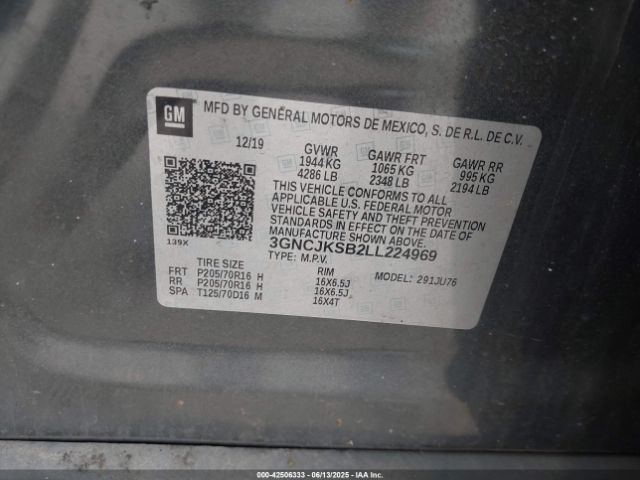 GM
MFD BY GENERAL MOTORS DE MEXICO, S. DE R.L. DE C.V.
12/19
GVWR GAWR FRT GAWR RR
1944 KG 1065 KG 995 KG
4286 LB 2348 LB 2194 LB
THIS VEHICLE CONFORMS TO ALL
APPLICABLE U.S. FEDERAL MOTOR
VEHICLE SAFETY AND THEFT PREVENTION
STANDARDS IN EFFECT ON THE DATE OF
MANUFACTURE SHOWN ABOVE.
139X
3GNCJKSB2LL224969
TYPE: M.P.V. MODEL: 291JU76
TIRE SIZE RIM
FRT P205/70R16 H 16X6.5J
RR P205/70R16 H 16X6.5J
SPA T125/70D16 M 16X4T
000-42506333 - 06/13/2025 - IAAI.COM